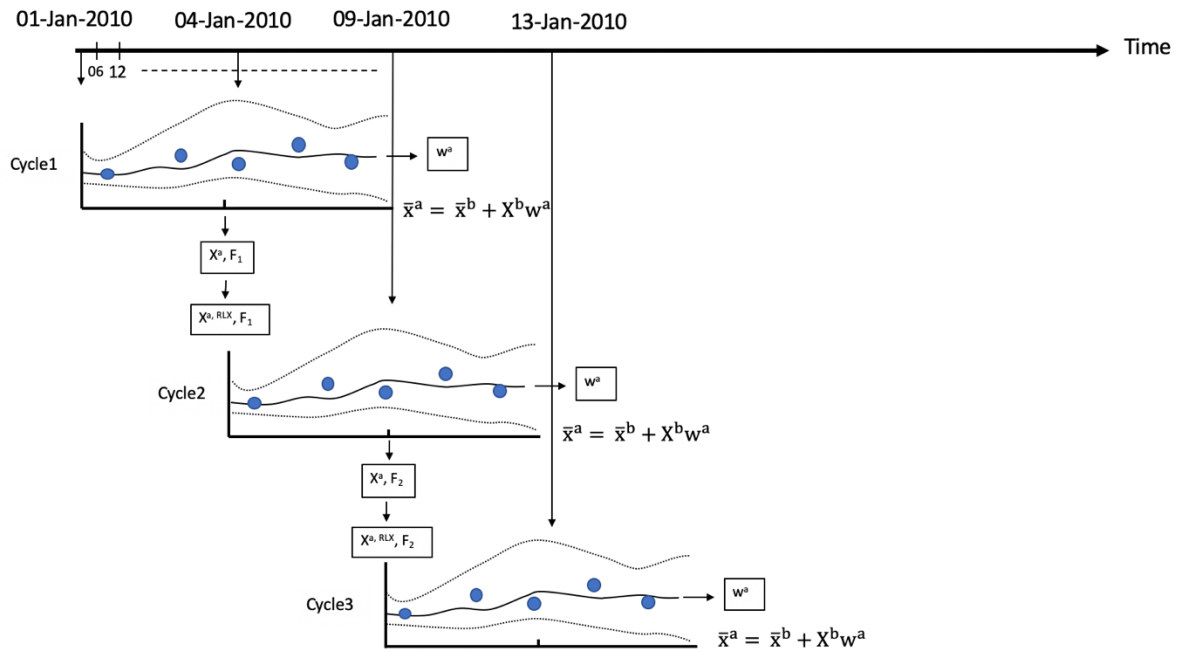 01-Jan-2010 04-Jan-2010 09-Jan-2010 13-Jan-2010
Time
06 12
Cycle1
wᵃ
x̄ᵃ = x̄ᵇ + Xᵇwᵃ
Xᵃ, F₁
Xᵃ, ᴿᴸˣ, F₁
Cycle2
wᵃ
x̄ᵃ = x̄ᵇ + Xᵇwᵃ
Xᵃ, F₂
Xᵃ, ᴿᴸˣ, F₂
Cycle3
wᵃ
x̄ᵃ = x̄ᵇ + Xᵇwᵃ